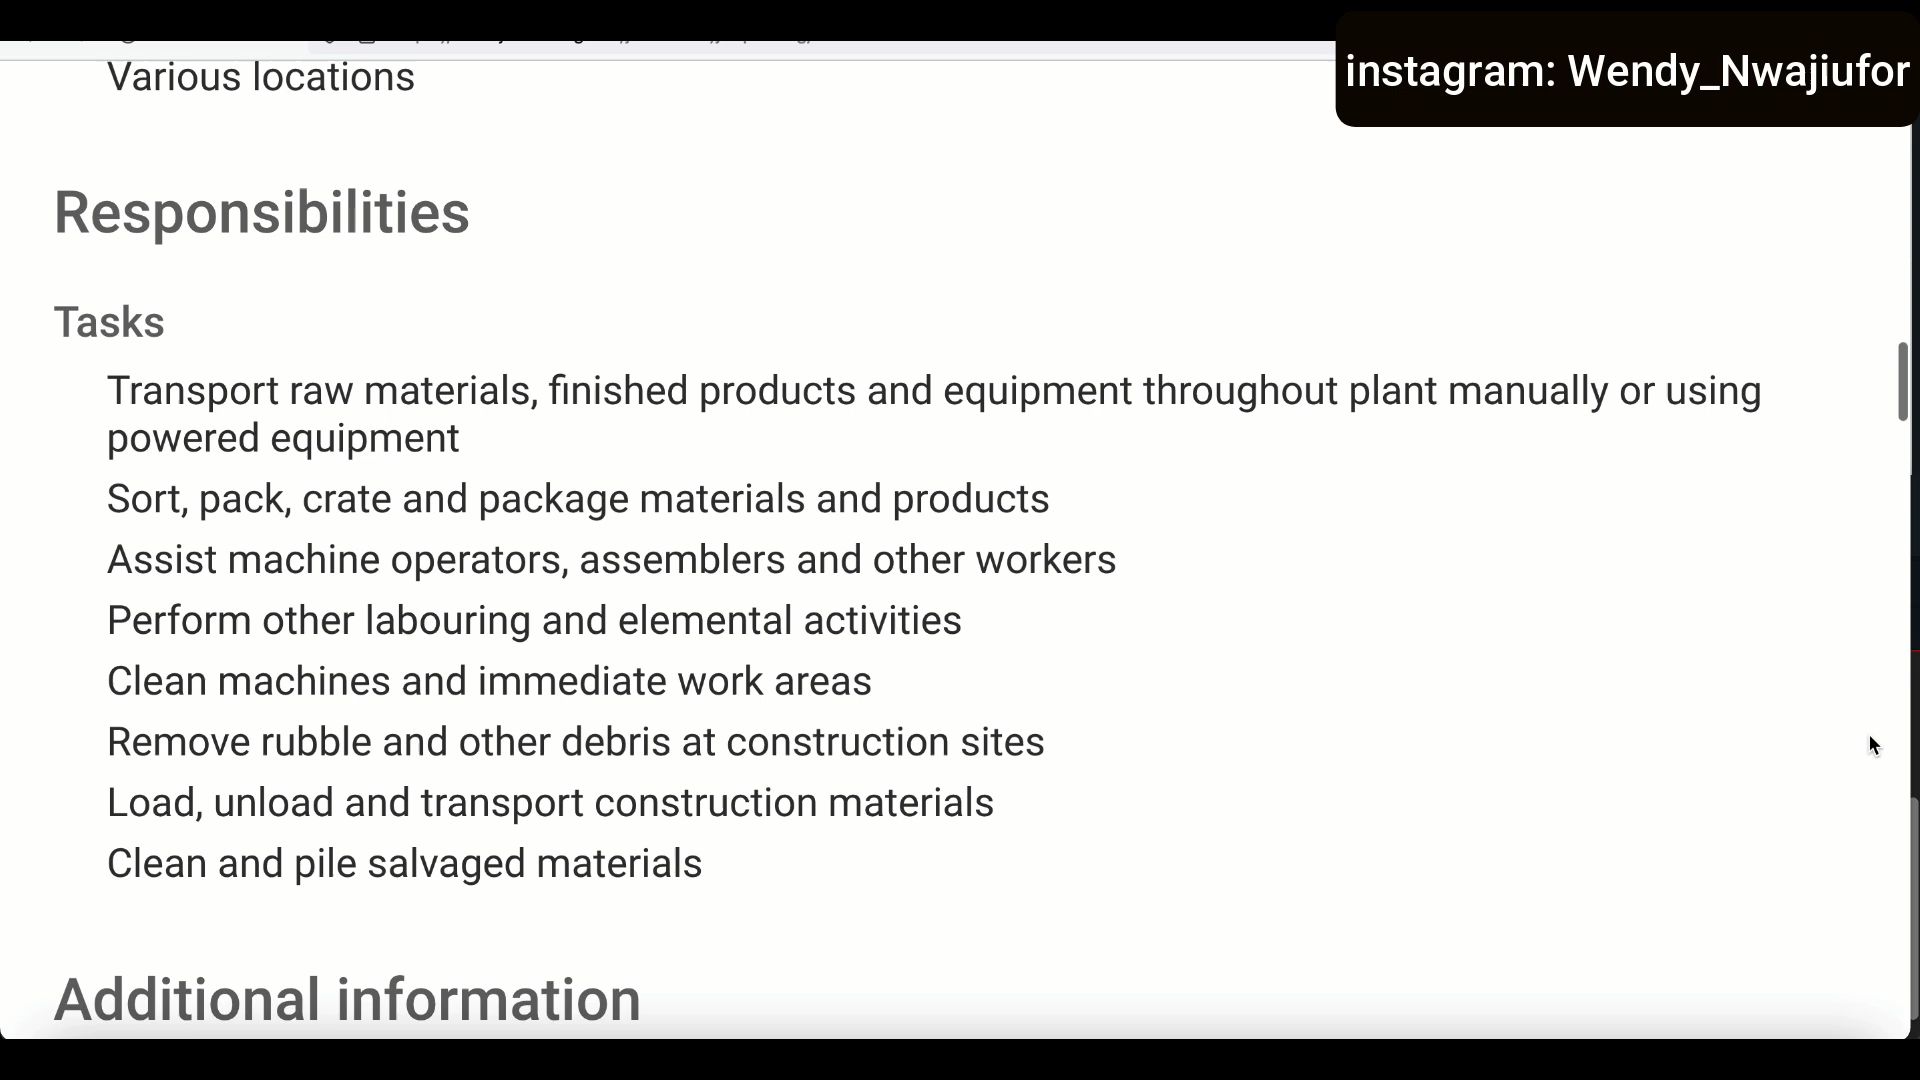 instagram: Wendy_Nwajiufor
Various locations
Responsibilities
Tasks
Transport raw materials, finished products and equipment throughout plant manually or using
powered equipment
Sort, pack, crate and package materials and products
Assist machine operators, assemblers and other workers
Perform other labouring and elemental activities
Clean machines and immediate work areas
Remove rubble and other debris at construction sites
Load, unload and transport construction materials
Clean and pile salvaged materials
Additional information